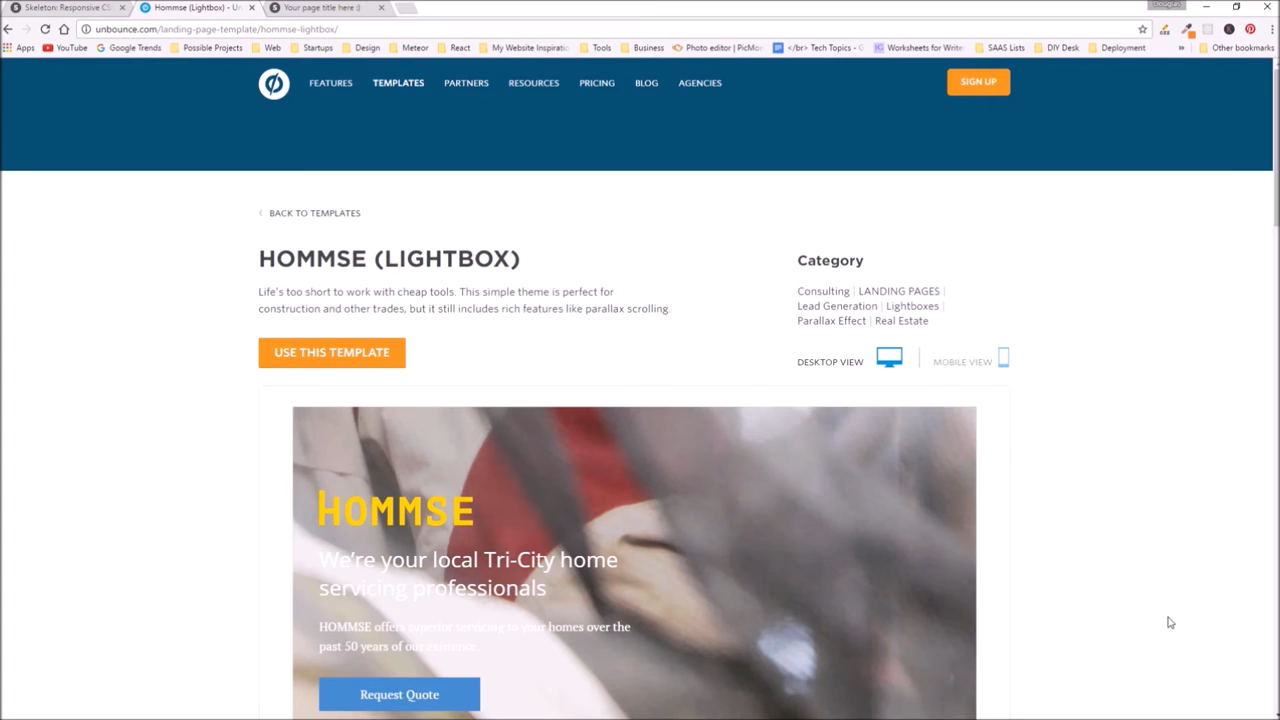 Skeleton: Responsive CS
Hommse (Lightbox) - Un
Your page title here :)
Douglas
unbounce.com/landing-page-template/hommse-lightbox/
Apps YouTube Google Trends Possible Projects Web Startups Design Meteor React My Website Inspiratio Tools Business Photo editor | PicMo </br> Tech Topics - G Worksheets for Write SAAS Lists DIY Desk Deployment » Other bookmarks
FEATURES TEMPLATES PARTNERS RESOURCES PRICING BLOG AGENCIES SIGN UP
BACK TO TEMPLATES
HOMMSE (LIGHTBOX)
Life's too short to work with cheap tools. This simple theme is perfect for
construction and other trades, but it still includes rich features like parallax scrolling.
USE THIS TEMPLATE
Category
Consulting | LANDING PAGES |
Lead Generation | Lightboxes |
Parallax Effect | Real Estate
DESKTOP VIEW MOBILE VIEW
HOMMSE
We're your local Tri-City home
servicing professionals
HOMMSE offers superior servicing to your homes over the
past 50 years of our existence.
Request Quote